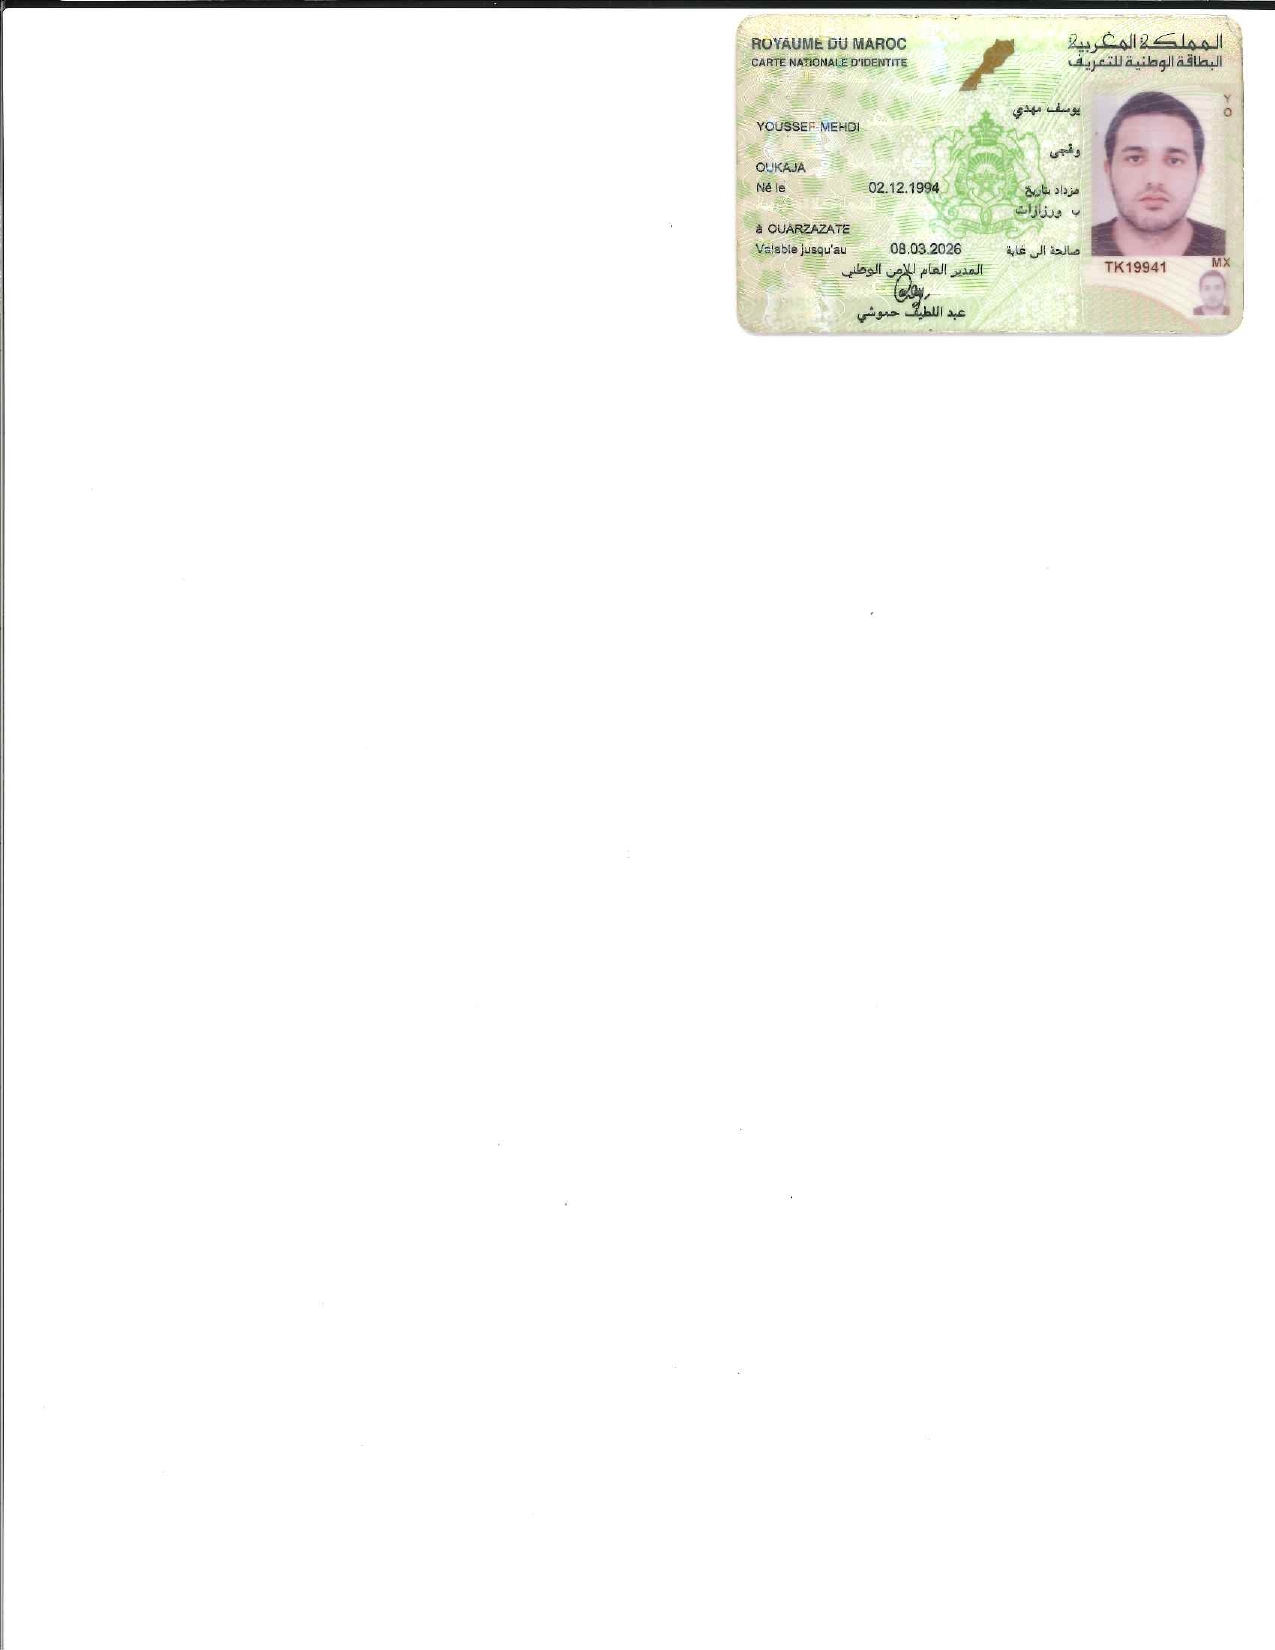 ROYAUME DU MAROC
المملكة المغربية
CARTE NATIONALE D'IDENTITE
البطاقة الوطنية للتعريف
يوسف مهدي
YOUSSEF-MEHDI
وقجى
OUKAJA
Né le 02.12.1994 مزداد بتاريخ
ب ورزازات
à OUARZAZATE
Valable jusqu'au 08.03.2026 صالحة الى غاية
المدير العام للامن الوطني
عبد اللطيف حموشي
Y
O
TK19941
MX